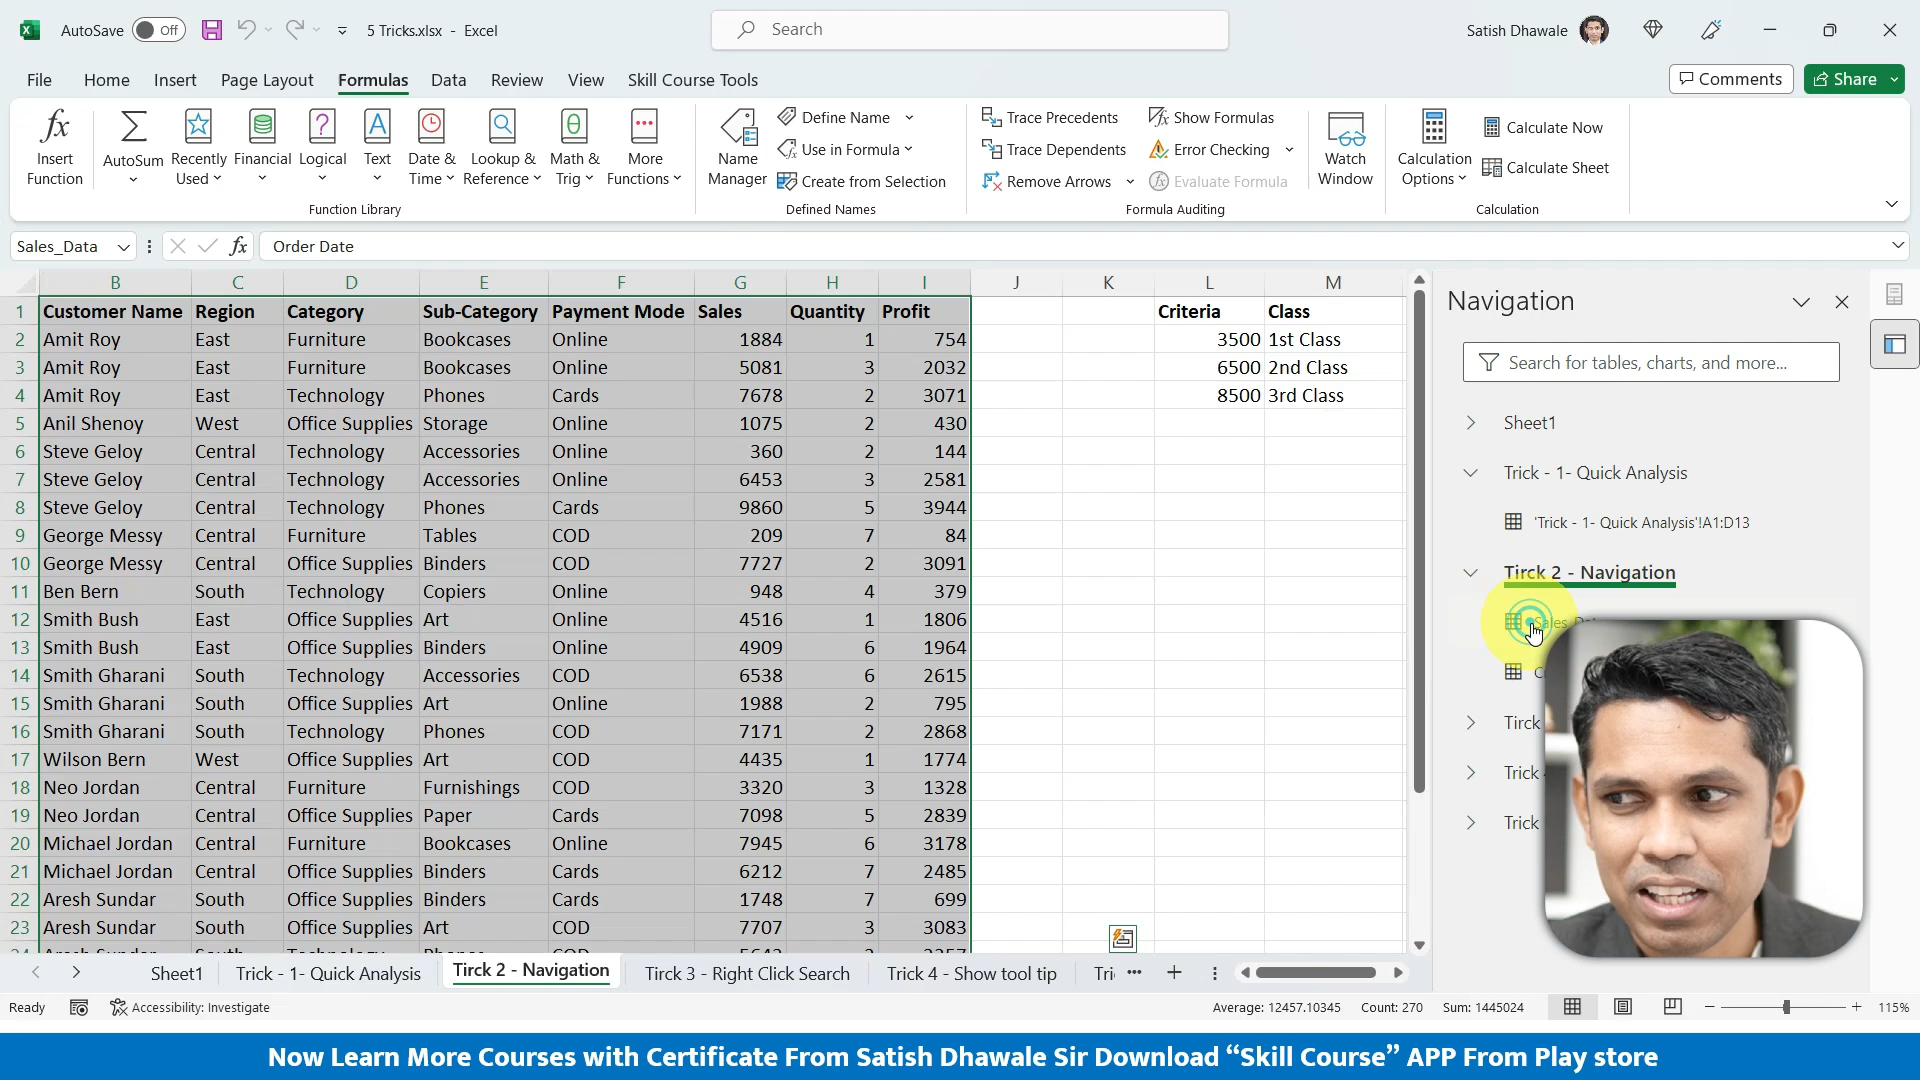 AutoSave Off 5 Tricks.xlsx - Excel Search Satish Dhawale
File Home Insert Page Layout Formulas Data Review View Skill Course Tools Comments Share
Insert Function AutoSum Recently Used Financial Logical Text Date & Time Lookup & Reference Math & Trig More Functions
Function Library
Name Manager Define Name Use in Formula Create from Selection
Defined Names
Trace Precedents Trace Dependents Remove Arrows Show Formulas Error Checking Evaluate Formula
Formula Auditing
Watch Window
Calculation Options Calculate Now Calculate Sheet
Calculation
Sales_Data fx Order Date
B C D E F G H I J K L M
1 Customer Name Region Category Sub-Category Payment Mode Sales Quantity Profit Criteria Class
2 Amit Roy East Furniture Bookcases Online 1884 1 754 3500 1st Class
3 Amit Roy East Furniture Bookcases Online 5081 3 2032 6500 2nd Class
4 Amit Roy East Technology Phones Cards 7678 2 3071 8500 3rd Class
5 Anil Shenoy West Office Supplies Storage Online 1075 2 430
6 Steve Geloy Central Technology Accessories Online 360 2 144
7 Steve Geloy Central Technology Accessories Online 6453 3 2581
8 Steve Geloy Central Technology Phones Cards 9860 5 3944
9 George Messy Central Furniture Tables COD 209 7 84
10 George Messy Central Office Supplies Binders COD 7727 2 3091
11 Ben Bern South Technology Copiers Online 948 4 379
12 Smith Bush East Office Supplies Art Online 4516 1 1806
13 Smith Bush East Office Supplies Binders Online 4909 6 1964
14 Smith Gharani South Technology Accessories COD 6538 6 2615
15 Smith Gharani South Office Supplies Art Online 1988 2 795
16 Smith Gharani South Technology Phones COD 7171 2 2868
17 Wilson Bern West Office Supplies Art COD 4435 1 1774
18 Neo Jordan Central Furniture Furnishings COD 3320 3 1328
19 Neo Jordan Central Office Supplies Paper Cards 7098 5 2839
20 Michael Jordan Central Furniture Bookcases Online 7945 6 3178
21 Michael Jordan Central Office Supplies Binders Cards 6212 7 2485
22 Aresh Sundar South Office Supplies Binders Cards 1748 7 699
23 Aresh Sundar South Office Supplies Art COD 7707 3 3083
Navigation
Search for tables, charts, and more...
Sheet1
Trick - 1- Quick Analysis
'Trick - 1- Quick Analysis'!A1:D13
Tirck 2 - Navigation
Sales
Tirck
Trick
Trick
Sheet1 Trick - 1- Quick Analysis Tirck 2 - Navigation Tirck 3 - Right Click Search Trick 4 - Show tool tip Tri
Ready Accessibility: Investigate Average: 12457.10345 Count: 270 Sum: 1445024 115%
Now Learn More Courses with Certificate From Satish Dhawale Sir Download “Skill Course” APP From Play store